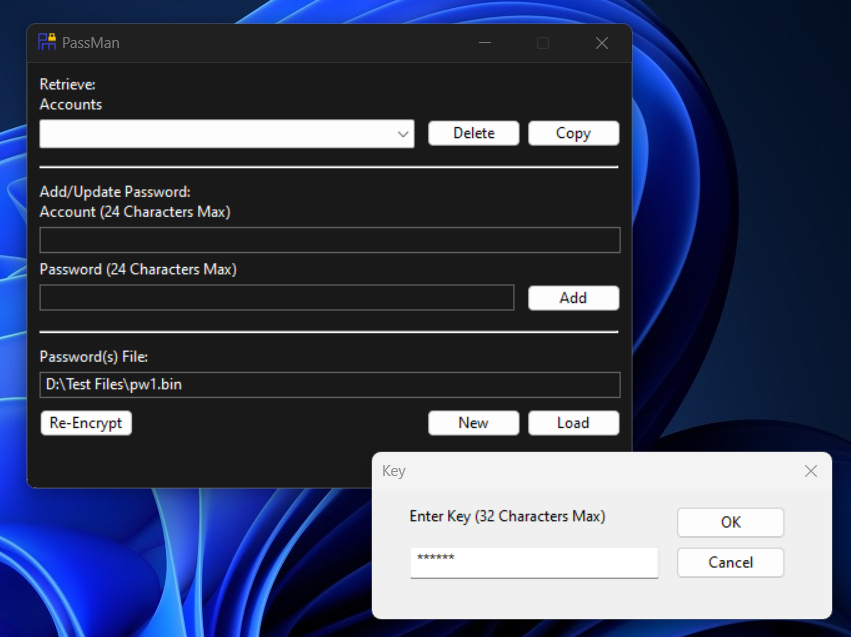 PassMan
Retrieve:
Accounts
Delete
Copy
Add/Update Password:
Account (24 Characters Max)
Password (24 Characters Max)
Add
Password(s) File:
D:\Test Files\pw1.bin
Re-Encrypt
New
Load
Key
Enter Key (32 Characters Max)
OK
******
Cancel